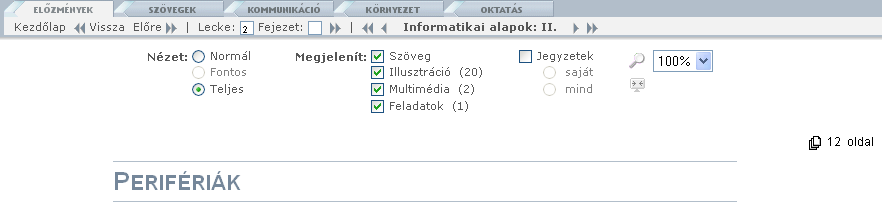 ELŐZMÉNYEK SZÖVEGEK KOMMUNIKÁCIÓ KÖRNYEZET OKTATÁS
Kezdőlap Vissza Előre | Lecke: 2 Fejezet: | Informatikai alapok: II.
Nézet: Normál Megjelenít: Szöveg Jegyzetek
Fontos Illusztráció (20) saját 100%
Teljes Multimédia (2) mind
Feladatok (1)
12 oldal
PERIFÉRIÁK